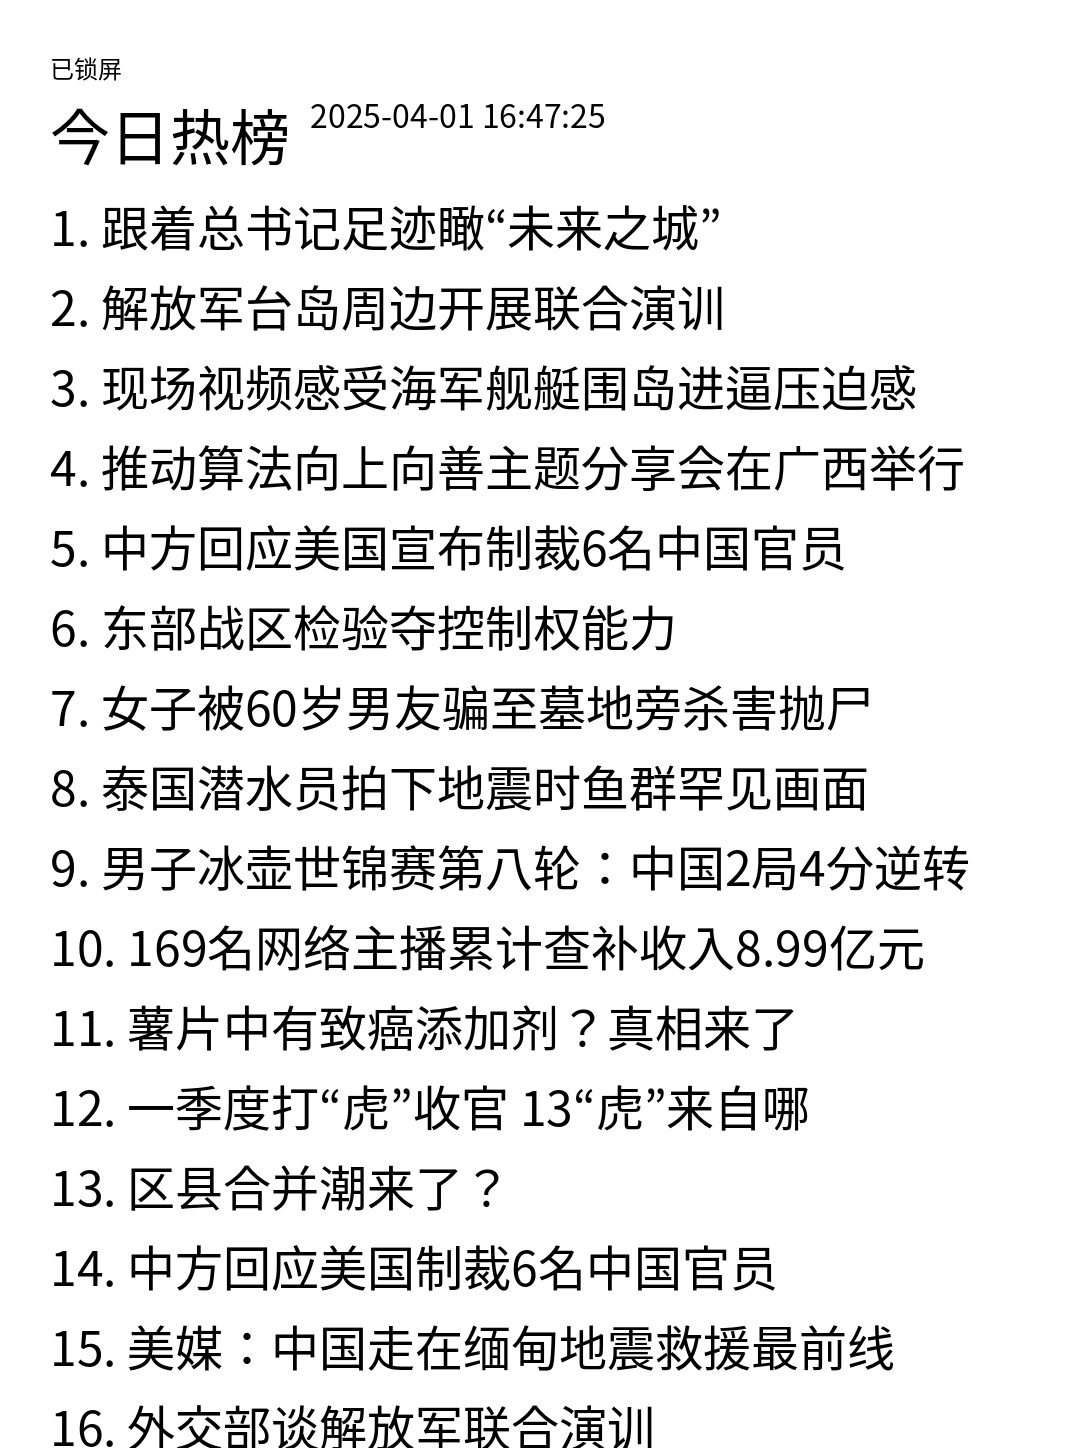 已锁屏
今日热榜 2025-04-01 16:47:25
1. 跟着总书记足迹瞰“未来之城”
2. 解放军台岛周边开展联合演训
3. 现场视频感受海军舰艇围岛进逼压迫感
4. 推动算法向上向善主题分享会在广西举行
5. 中方回应美国宣布制裁6名中国官员
6. 东部战区检验夺控制权能力
7. 女子被60岁男友骗至墓地旁杀害抛尸
8. 泰国潜水员拍下地震时鱼群罕见画面
9. 男子冰壶世锦赛第八轮：中国2局4分逆转
10. 169名网络主播累计查补收入8.99亿元
11. 薯片中有致癌添加剂？真相来了
12. 一季度打“虎”收官 13“虎”来自哪
13. 区县合并潮来了？
14. 中方回应美国制裁6名中国官员
15. 美媒：中国走在缅甸地震救援最前线
16. 外交部谈解放军联合演训